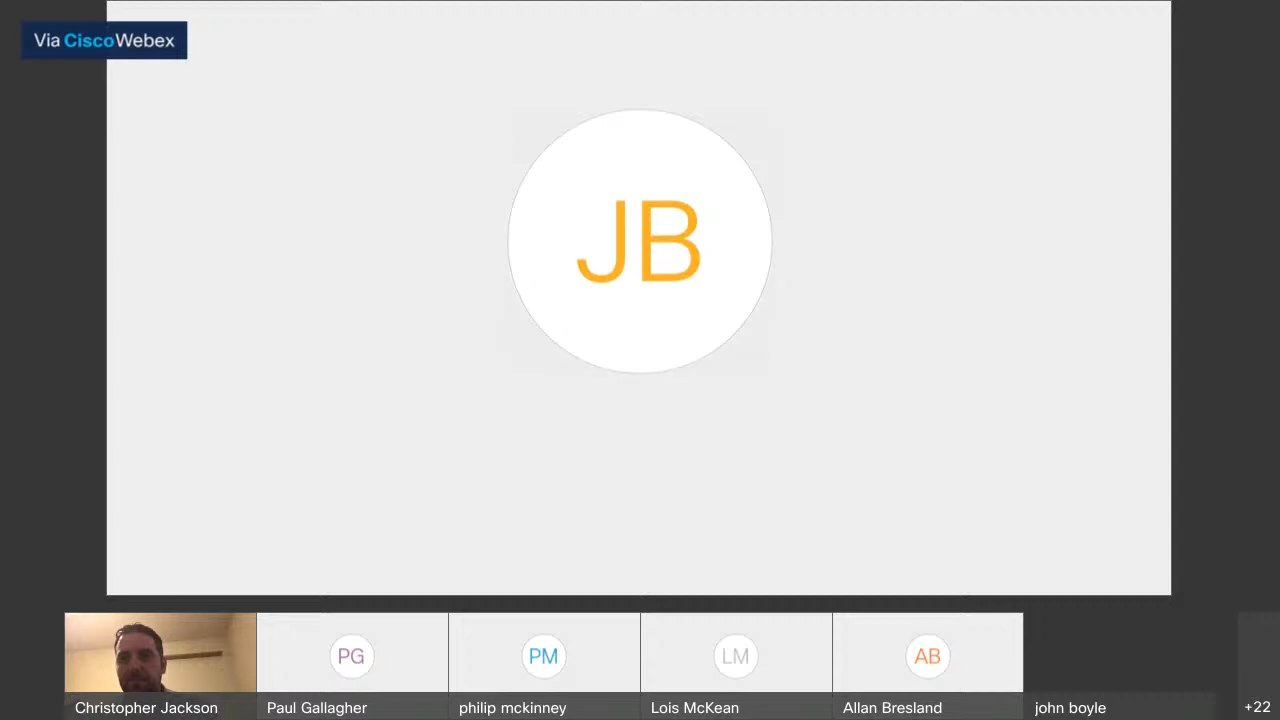 Via CiscoWebex
JB
PG
PM
LM
AB
Christopher Jackson
Paul Gallagher
philip mckinney
Lois McKean
Allan Bresland
john boyle
+22